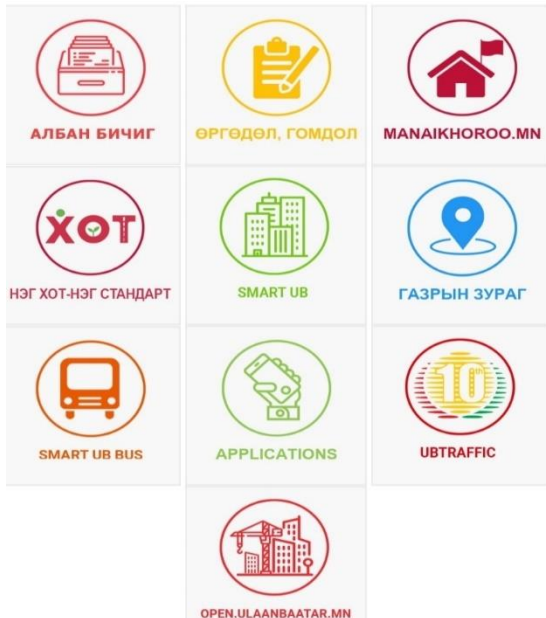 АЛБАН БИЧИГ
ӨРГӨДӨЛ, ГОМДОЛ
MANAIKHOROO.MN
ХОТ
НЭГ ХОТ-НЭГ СТАНДАРТ
SMART UB
ГАЗРЫН ЗУРАГ
SMART UB BUS
APPLICATIONS
10
UBTRAFFIC
OPEN.ULAANBAATAR.MN